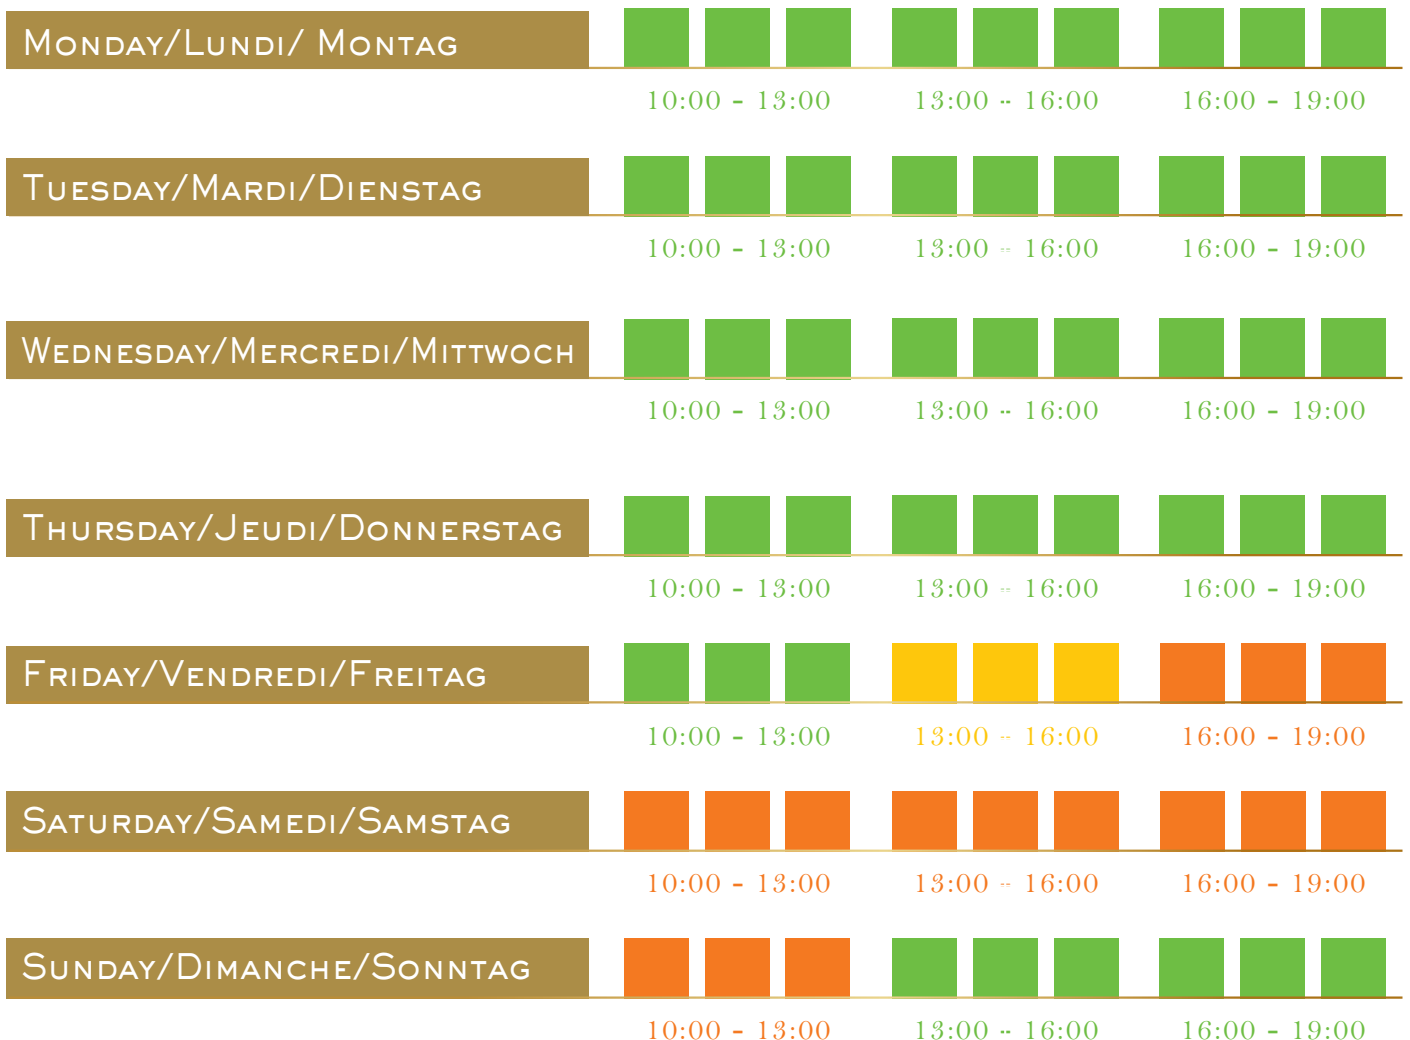 Monday/Lundi/ Montag
10:00 - 13:00 13:00 - 16:00 16:00 - 19:00
Tuesday/Mardi/Dienstag
10:00 - 13:00 13:00 - 16:00 16:00 - 19:00
Wednesday/Mercredi/Mittwoch
10:00 - 13:00 13:00 - 16:00 16:00 - 19:00
Thursday/Jeudi/Donnerstag
10:00 - 13:00 13:00 - 16:00 16:00 - 19:00
Friday/Vendredi/Freitag
10:00 - 13:00 13:00 - 16:00 16:00 - 19:00
Saturday/Samedi/Samstag
10:00 - 13:00 13:00 - 16:00 16:00 - 19:00
Sunday/Dimanche/Sonntag
10:00 - 13:00 13:00 - 16:00 16:00 - 19:00